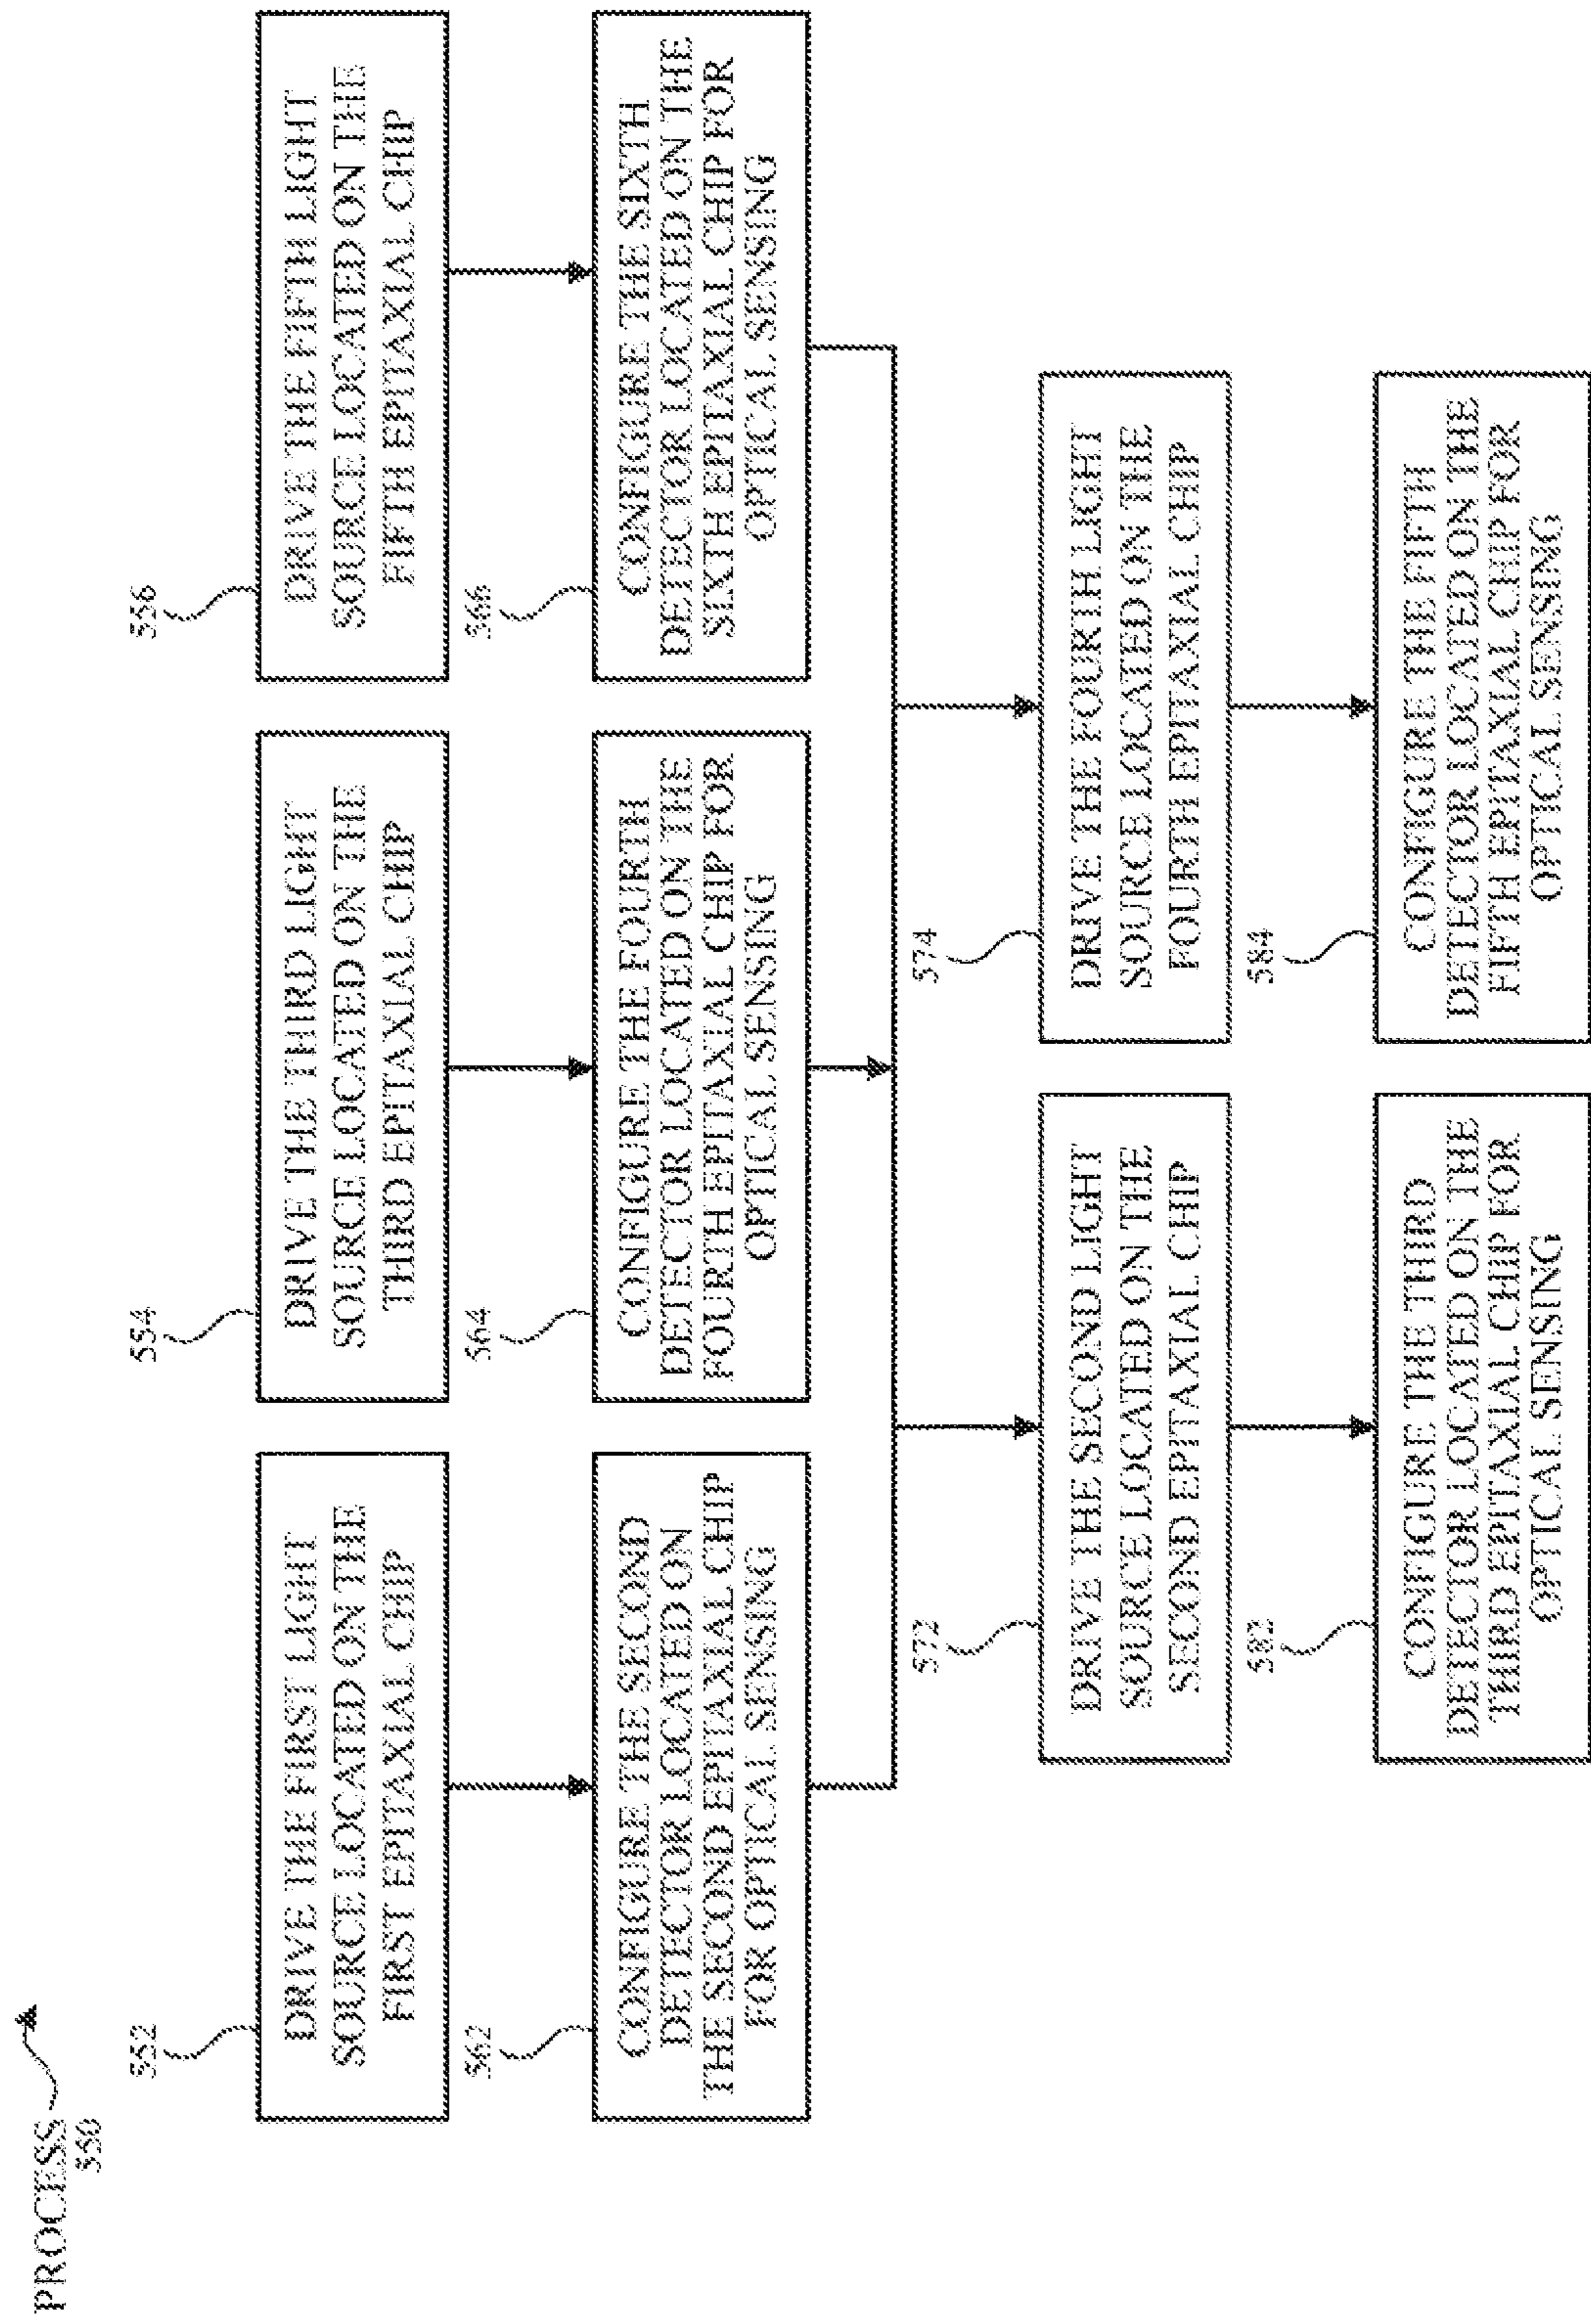 PROCESS
550
552
DRIVE THE FIRST LIGHT
SOURCE LOCATED ON THE
FIRST EPITAXIAL CHIP
554
DRIVE THE THIRD LIGHT
SOURCE LOCATED ON THE
THIRD EPITAXIAL CHIP
556
DRIVE THE FIFTH LIGHT
SOURCE LOCATED ON THE
FIFTH EPITAXIAL CHIP
562
CONFIGURE THE SECOND
DETECTOR LOCATED ON
THE SECOND EPITAXIAL CHIP
FOR OPTICAL SENSING
564
CONFIGURE THE FOURTH
DETECTOR LOCATED ON THE
FOURTH EPITAXIAL CHIP FOR
OPTICAL SENSING
566
CONFIGURE THE SIXTH
DETECTOR LOCATED ON THE
SIXTH EPITAXIAL CHIP FOR
OPTICAL SENSING
572
DRIVE THE SECOND LIGHT
SOURCE LOCATED ON THE
SECOND EPITAXIAL CHIP
574
DRIVE THE FOURTH LIGHT
SOURCE LOCATED ON THE
FOURTH EPITAXIAL CHIP
582
CONFIGURE THE THIRD
DETECTOR LOCATED ON THE
THIRD EPITAXIAL CHIP FOR
OPTICAL SENSING
584
CONFIGURE THE FIFTH
DETECTOR LOCATED ON THE
FIFTH EPITAXIAL CHIP FOR
OPTICAL SENSING